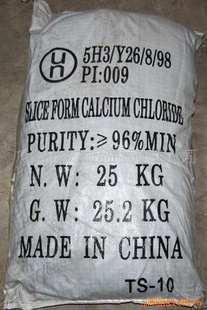 5H3/Y26/8/98
PI:009
SLICE FORM CALCIUM CHLORIDE
PURITY:≥96%MIN
N.W: 25 KG
G.W: 25.2 KG
MADE IN CHINA
TS-10